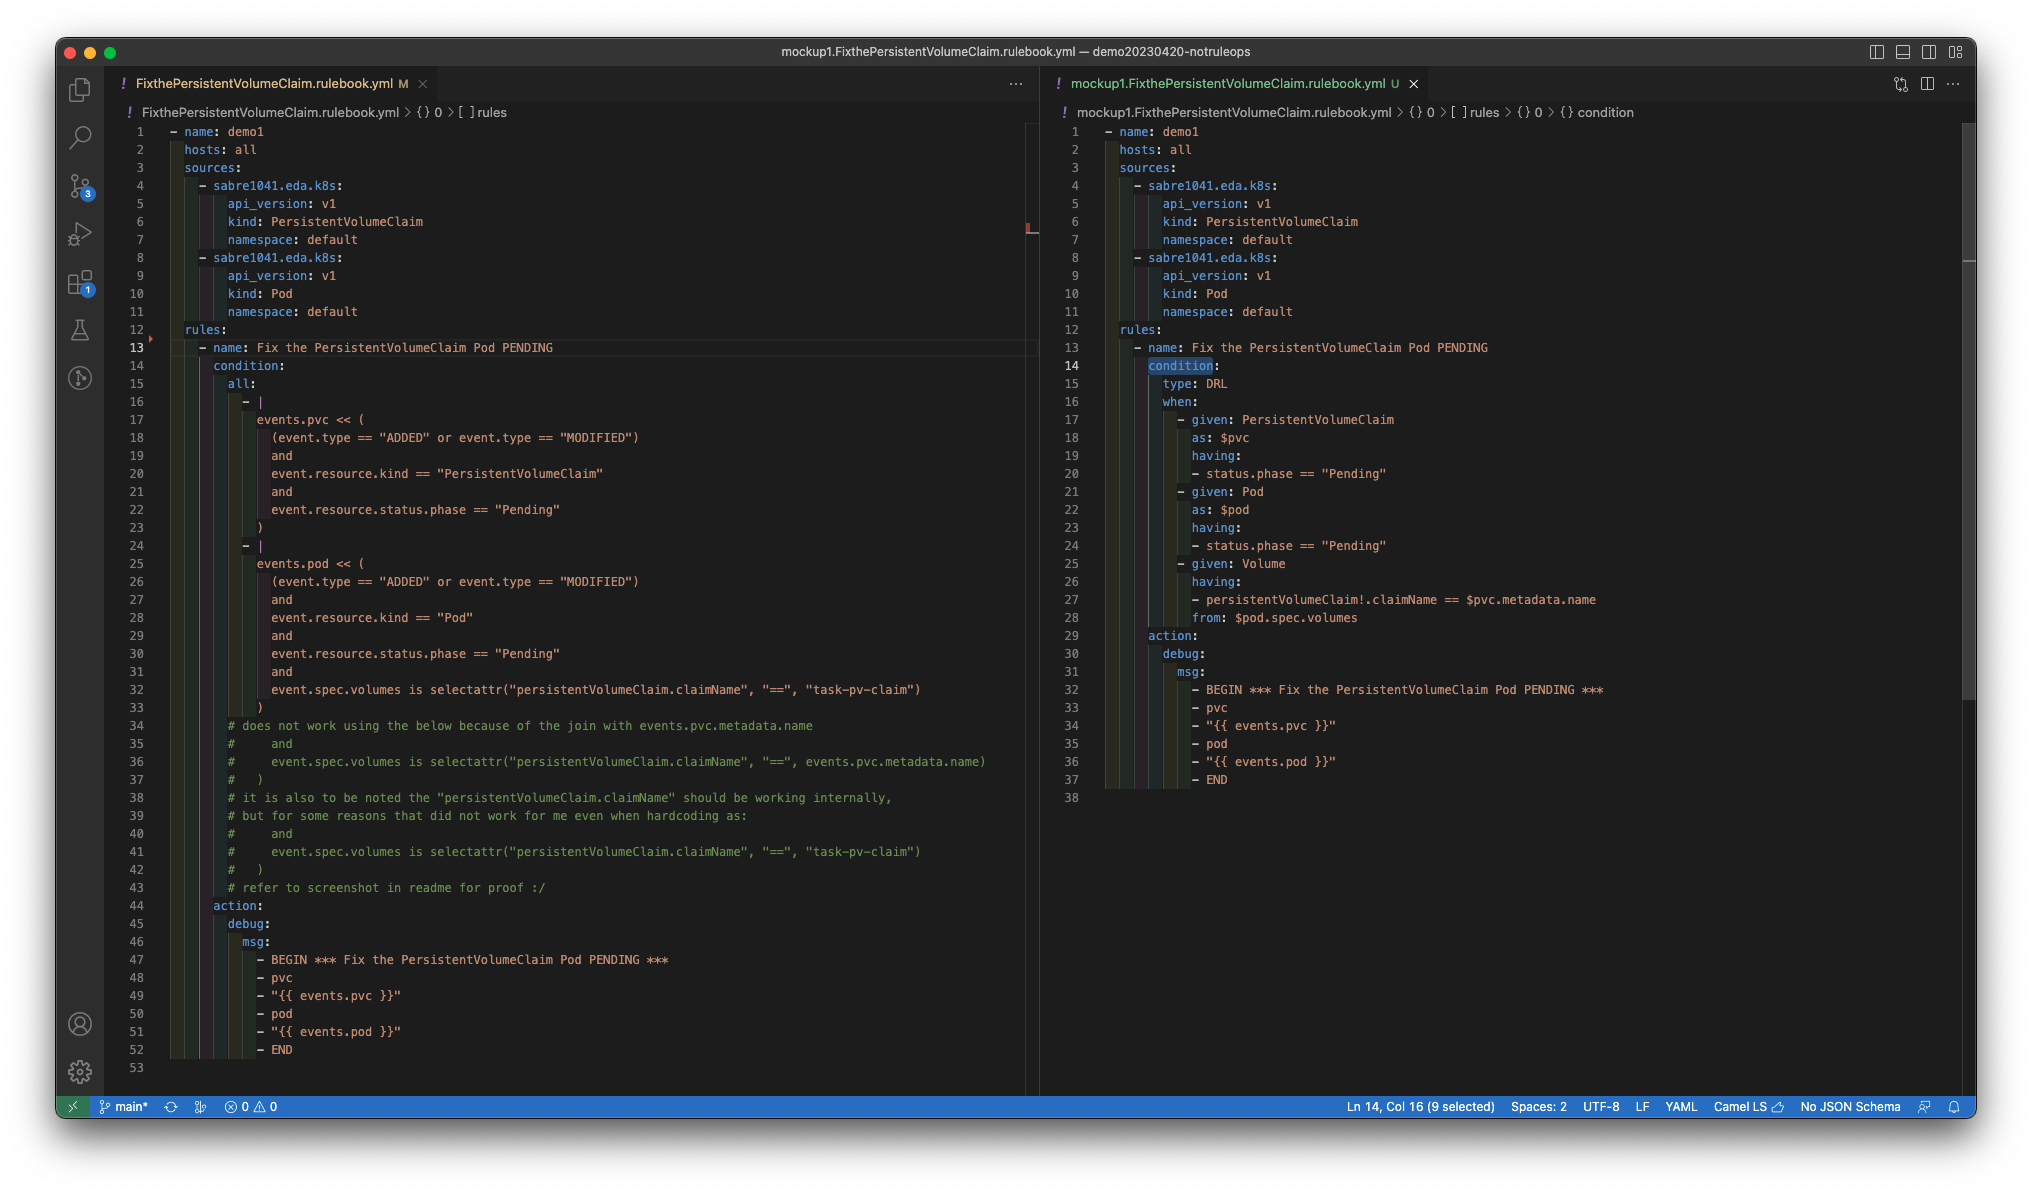 mockup1.FixthePersistentVolumeClaim.rulebook.yml — demo20230420-notruleops
! FixthePersistentVolumeClaim.rulebook.yml M
! FixthePersistentVolumeClaim.rulebook.yml > {} 0 > [ ] rules
1 - name: demo1
2 hosts: all
3 sources:
4 - sabre1041.eda.k8s:
5 api_version: v1
6 kind: PersistentVolumeClaim
7 namespace: default
8 - sabre1041.eda.k8s:
9 api_version: v1
10 kind: Pod
11 namespace: default
12 rules:
13 - name: Fix the PersistentVolumeClaim Pod PENDING
14 condition:
15 all:
16 - |
17 events.pvc << (
18 (event.type == "ADDED" or event.type == "MODIFIED")
19 and
20 event.resource.kind == "PersistentVolumeClaim"
21 and
22 event.resource.status.phase == "Pending"
23 )
24 - |
25 events.pod << (
26 (event.type == "ADDED" or event.type == "MODIFIED")
27 and
28 event.resource.kind == "Pod"
29 and
30 event.resource.status.phase == "Pending"
31 and
32 event.spec.volumes is selectattr("persistentVolumeClaim.claimName", "==", "task-pv-claim")
33 )
34 # does not work using the below because of the join with events.pvc.metadata.name
35 # and
36 # event.spec.volumes is selectattr("persistentVolumeClaim.claimName", "==", events.pvc.metadata.name)
37 # )
38 # it is also to be noted the "persistentVolumeClaim.claimName" should be working internally,
39 # but for some reasons that did not work for me even when hardcoding as:
40 # and
41 # event.spec.volumes is selectattr("persistentVolumeClaim.claimName", "==", "task-pv-claim")
42 # )
43 # refer to screenshot in readme for proof :/
44 action:
45 debug:
46 msg:
47 - BEGIN *** Fix the PersistentVolumeClaim Pod PENDING ***
48 - pvc
49 - "{{ events.pvc }}"
50 - pod
51 - "{{ events.pod }}"
52 - END
53
! mockup1.FixthePersistentVolumeClaim.rulebook.yml U
! mockup1.FixthePersistentVolumeClaim.rulebook.yml > {} 0 > [ ] rules > {} 0 > {} condition
1 - name: demo1
2 hosts: all
3 sources:
4 - sabre1041.eda.k8s:
5 api_version: v1
6 kind: PersistentVolumeClaim
7 namespace: default
8 - sabre1041.eda.k8s:
9 api_version: v1
10 kind: Pod
11 namespace: default
12 rules:
13 - name: Fix the PersistentVolumeClaim Pod PENDING
14 condition:
15 type: DRL
16 when:
17 - given: PersistentVolumeClaim
18 as: $pvc
19 having:
20 - status.phase == "Pending"
21 - given: Pod
22 as: $pod
23 having:
24 - status.phase == "Pending"
25 - given: Volume
26 having:
27 - persistentVolumeClaim!.claimName == $pvc.metadata.name
28 from: $pod.spec.volumes
29 action:
30 debug:
31 msg:
32 - BEGIN *** Fix the PersistentVolumeClaim Pod PENDING ***
33 - pvc
34 - "{{ events.pvc }}"
35 - pod
36 - "{{ events.pod }}"
37 - END
38
3
1
main* 0 0
Ln 14, Col 16 (9 selected) Spaces: 2 UTF-8 LF YAML Camel LS No JSON Schema